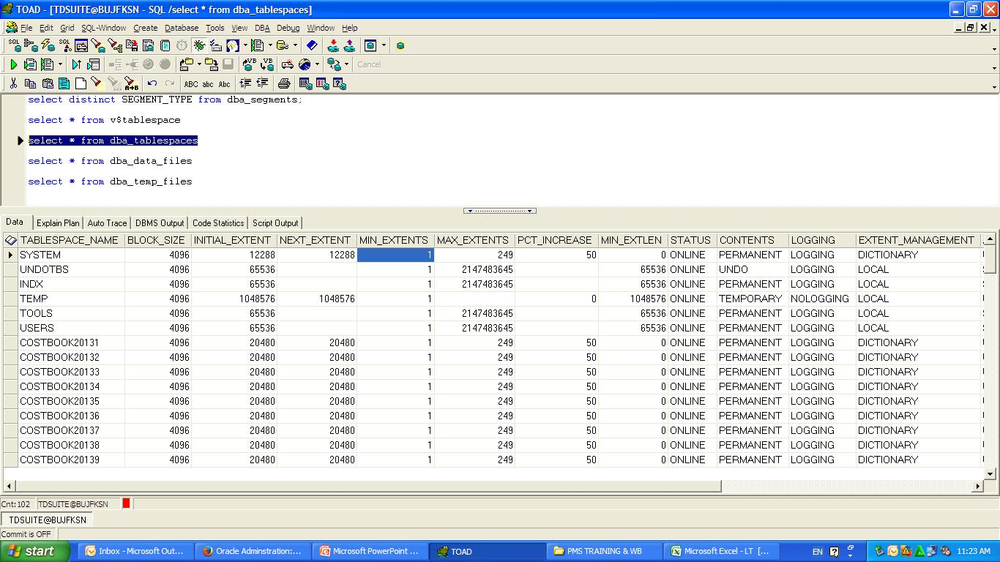 TOAD - [TDSUITE@BUJFKSN - SQL /select * from dba_tablespaces]
File Edit Grid SQL-Window Create Database Tools View DBA Debug Window Help
SQL SQL
Cancel
ABC abc Abc
select distinct SEGMENT_TYPE from dba_segments;
select * from v$tablespace
select * from dba_tablespaces
select * from dba_data_files
select * from dba_temp_files
Data Explain Plan Auto Trace DBMS Output Code Statistics Script Output
TABLESPACE_NAME BLOCK_SIZE INITIAL_EXTENT NEXT_EXTENT MIN_EXTENTS MAX_EXTENTS PCT_INCREASE MIN_EXTLEN STATUS CONTENTS LOGGING EXTENT_MANAGEMENT
SYSTEM 4096 12288 12288 1 249 50 0 ONLINE PERMANENT LOGGING DICTIONARY
UNDOTBS 4096 65536 1 2147483645 65536 ONLINE UNDO LOGGING LOCAL
INDX 4096 65536 1 2147483645 65536 ONLINE PERMANENT LOGGING LOCAL
TEMP 4096 1048576 1048576 1 0 1048576 ONLINE TEMPORARY NOLOGGING LOCAL
TOOLS 4096 65536 1 2147483645 65536 ONLINE PERMANENT LOGGING LOCAL
USERS 4096 65536 1 2147483645 65536 ONLINE PERMANENT LOGGING LOCAL
COSTBOOK20131 4096 20480 20480 1 249 50 0 ONLINE PERMANENT LOGGING DICTIONARY
COSTBOOK20132 4096 20480 20480 1 249 50 0 ONLINE PERMANENT LOGGING DICTIONARY
COSTBOOK20133 4096 20480 20480 1 249 50 0 ONLINE PERMANENT LOGGING DICTIONARY
COSTBOOK20134 4096 20480 20480 1 249 50 0 ONLINE PERMANENT LOGGING DICTIONARY
COSTBOOK20135 4096 20480 20480 1 249 50 0 ONLINE PERMANENT LOGGING DICTIONARY
COSTBOOK20136 4096 20480 20480 1 249 50 0 ONLINE PERMANENT LOGGING DICTIONARY
COSTBOOK20137 4096 20480 20480 1 249 50 0 ONLINE PERMANENT LOGGING DICTIONARY
COSTBOOK20138 4096 20480 20480 1 249 50 0 ONLINE PERMANENT LOGGING DICTIONARY
COSTBOOK20139 4096 20480 20480 1 249 50 0 ONLINE PERMANENT LOGGING DICTIONARY
Cnt: 102 TDSUITE@BUJFKSN
TDSUITE@BUJFKSN
Commit is OFF
start Inbox - Microsoft Out... Oracle Adminstration:... Microsoft PowerPoint ... TOAD PMS TRAINING & WB Microsoft Excel - LT [... EN 11:23 AM